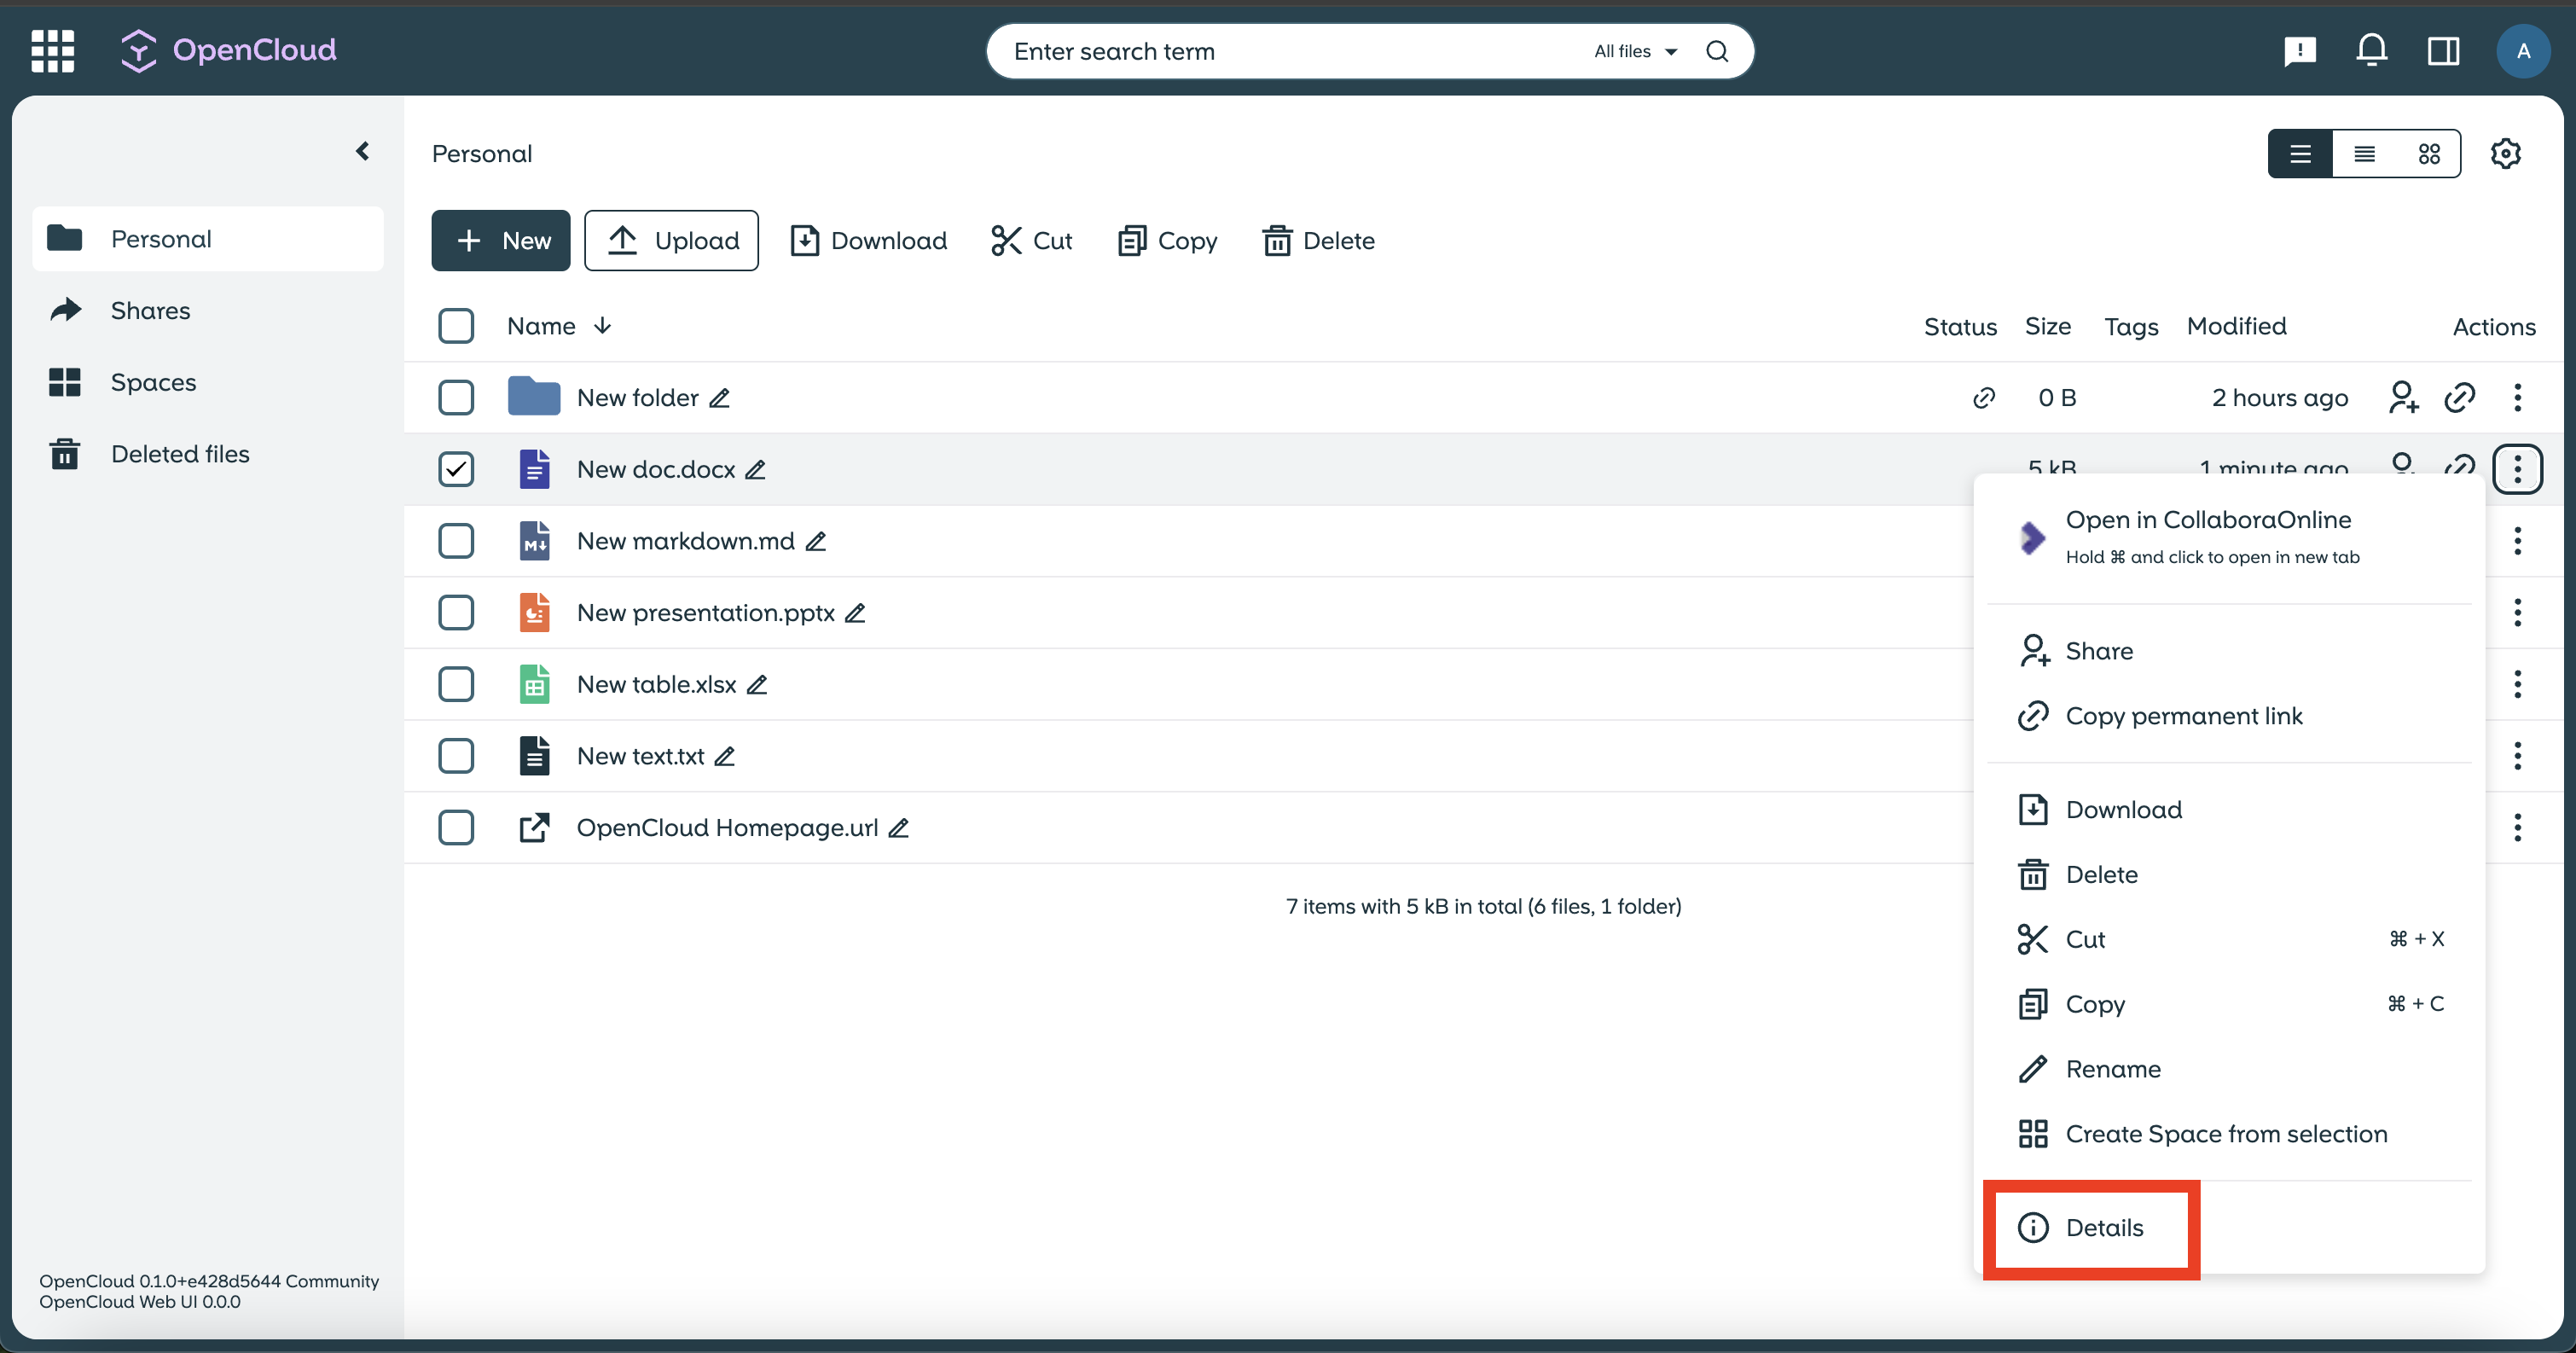 OpenCloud
Enter search term All files
A
Personal
Personal
Shares
Spaces
Deleted files
New Upload Download Cut Copy Delete
Name Status Size Tags Modified Actions
New folder 0 B 2 hours ago
New doc.docx 5 kB 1 minute ago
New markdown.md
New presentation.pptx
New table.xlsx
New text.txt
OpenCloud Homepage.url
7 items with 5 kB in total (6 files, 1 folder)
Open in CollaboraOnline
Hold ⌘ and click to open in new tab
Share
Copy permanent link
Download
Delete
Cut ⌘ + X
Copy ⌘ + C
Rename
Create Space from selection
Details
OpenCloud 0.1.0+e428d5644 Community
OpenCloud Web UI 0.0.0